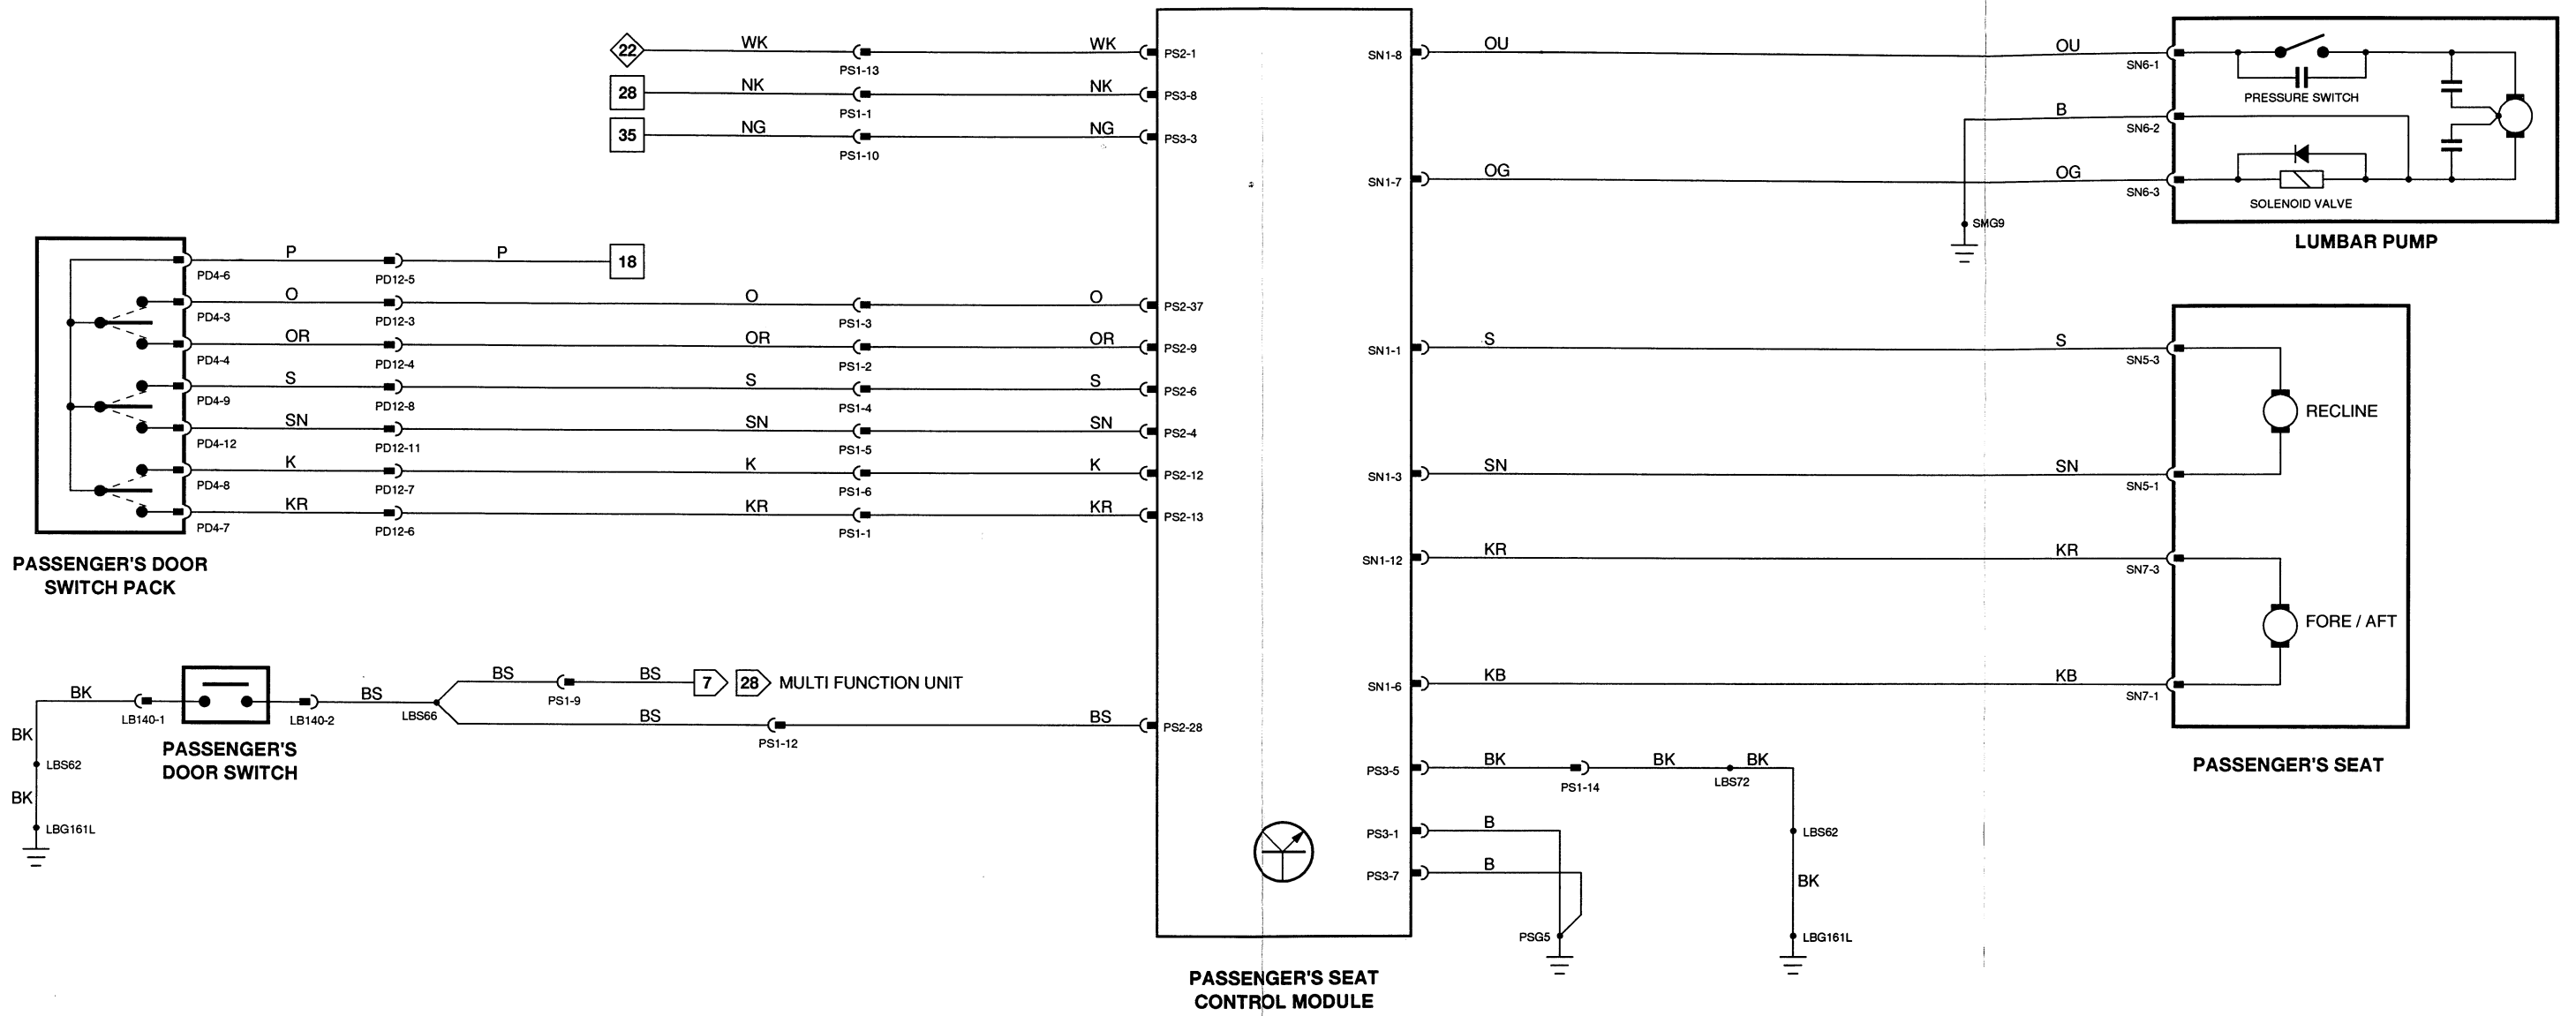 22 WK PS1-13 WK PS2-1
28 NK PS1-1 NK PS3-8
35 NG PS1-10 NG PS3-3
PD4-6 P PD12-5 P 18
PD4-3 O PD12-3 O PS1-3 O PS2-37
PD4-4 OR PD12-4 OR PS1-2 OR PS2-9
PD4-9 S PD12-8 S PS1-4 S PS2-6
PD4-12 SN PD12-11 SN PS1-5 SN PS2-4
PD4-8 K PD12-7 K PS1-6 K PS2-12
PD4-7 KR PD12-6 KR PS1-1 KR PS2-13
PASSENGER'S DOOR
SWITCH PACK
BK LB140-1 LB140-2 BS LBS66
BS PS1-9 BS 7 28 MULTI FUNCTION UNIT
BS PS1-12 BS PS2-28
BK
LBS62
BK
LBG161L
PASSENGER'S
DOOR SWITCH
PASSENGER'S SEAT
CONTROL MODULE
SN1-8 OU OU SN6-1
PRESSURE SWITCH
B SN6-2
SN1-7 OG OG SN6-3
SOLENOID VALVE
SMG9
LUMBAR PUMP
SN1-1 S S SN5-3
RECLINE
SN1-3 SN SN SN5-1
SN1-12 KR KR SN7-3
FORE / AFT
SN1-6 KB KB SN7-1
PASSENGER'S SEAT
PS3-5 BK PS1-14 BK LBS72 BK
PS3-1 B
LBS62
PS3-7 B
BK
PSG5
LBG161L